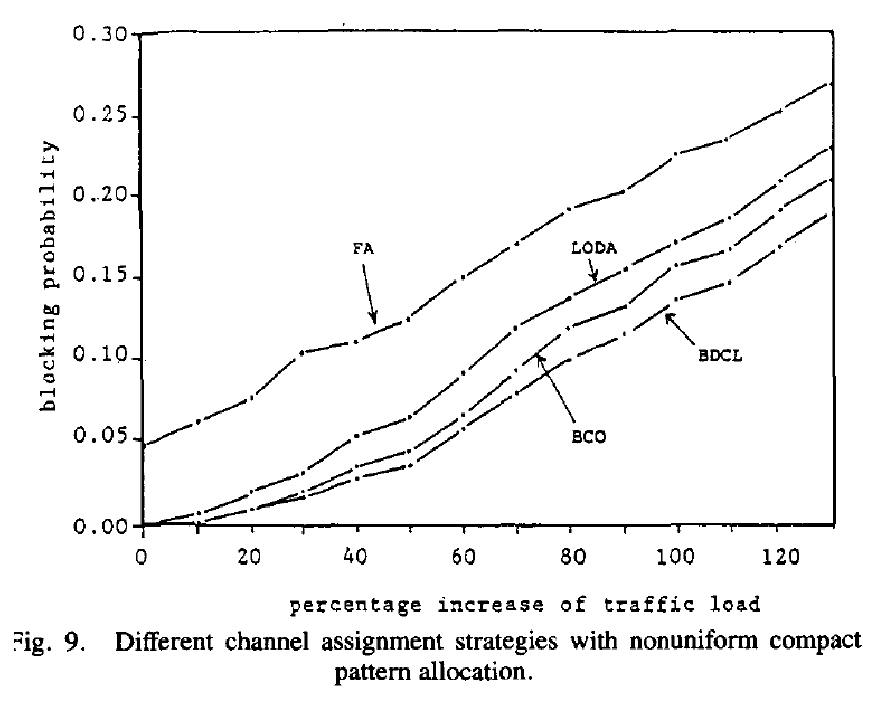 0.30
0.25
0.20
0.15
0.10
0.05
0.00
blocking probability
FA
LODA
BDCL
BCO
0 20 40 60 80 100 120
percentage increase of traffic load
Fig. 9. Different channel assignment strategies with nonuniform compact
pattern allocation.